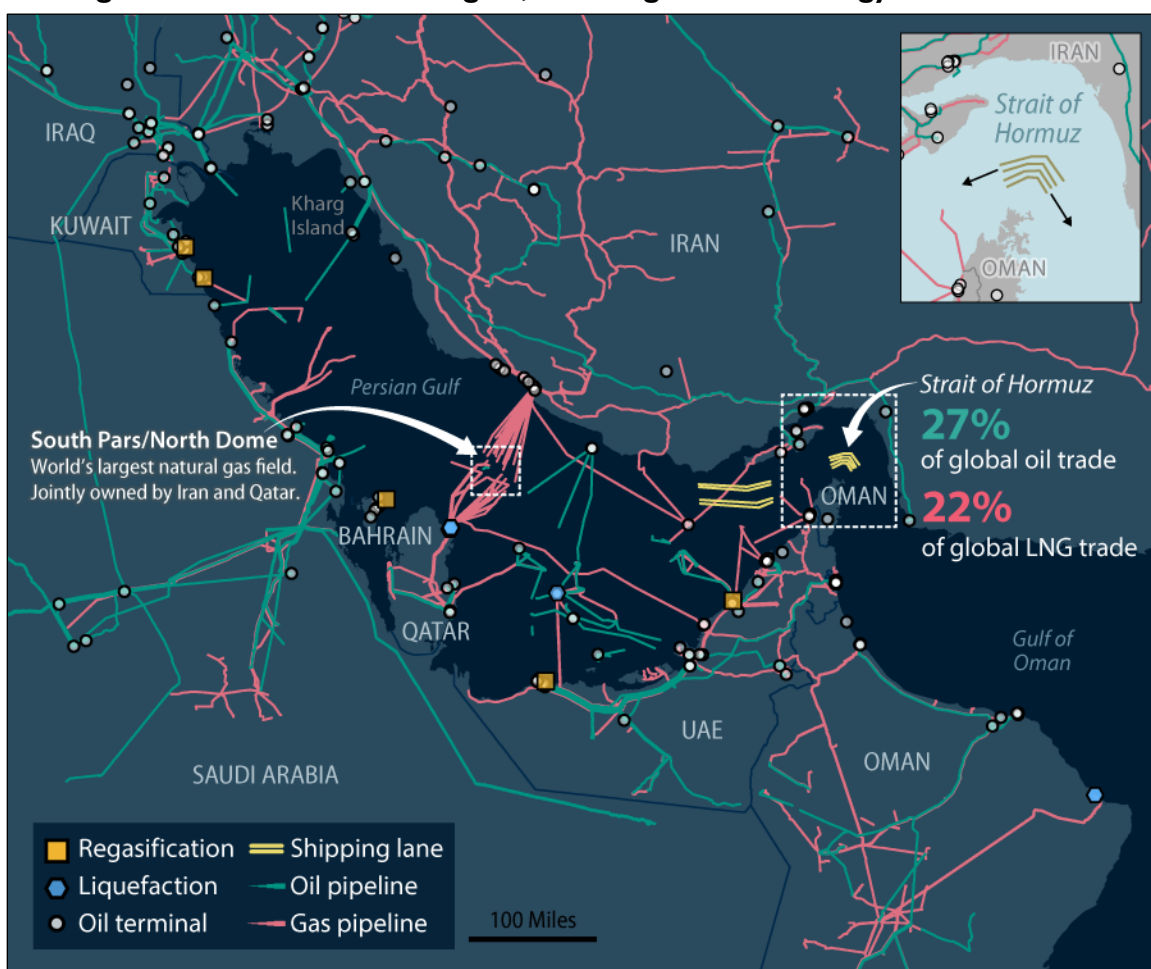 IRAQ
KUWAIT
Kharg
Island
IRAN
Persian Gulf
South Pars/North Dome
World's largest natural gas field.
Jointly owned by Iran and Qatar.
BAHRAIN
QATAR
SAUDI ARABIA
UAE
OMAN
OMAN
Gulf of
Oman
IRAN
Strait of
Hormuz
OMAN
Strait of Hormuz
27%
of global oil trade
22%
of global LNG trade
Regasification
Shipping lane
Liquefaction
Oil pipeline
Oil terminal
Gas pipeline
100 Miles